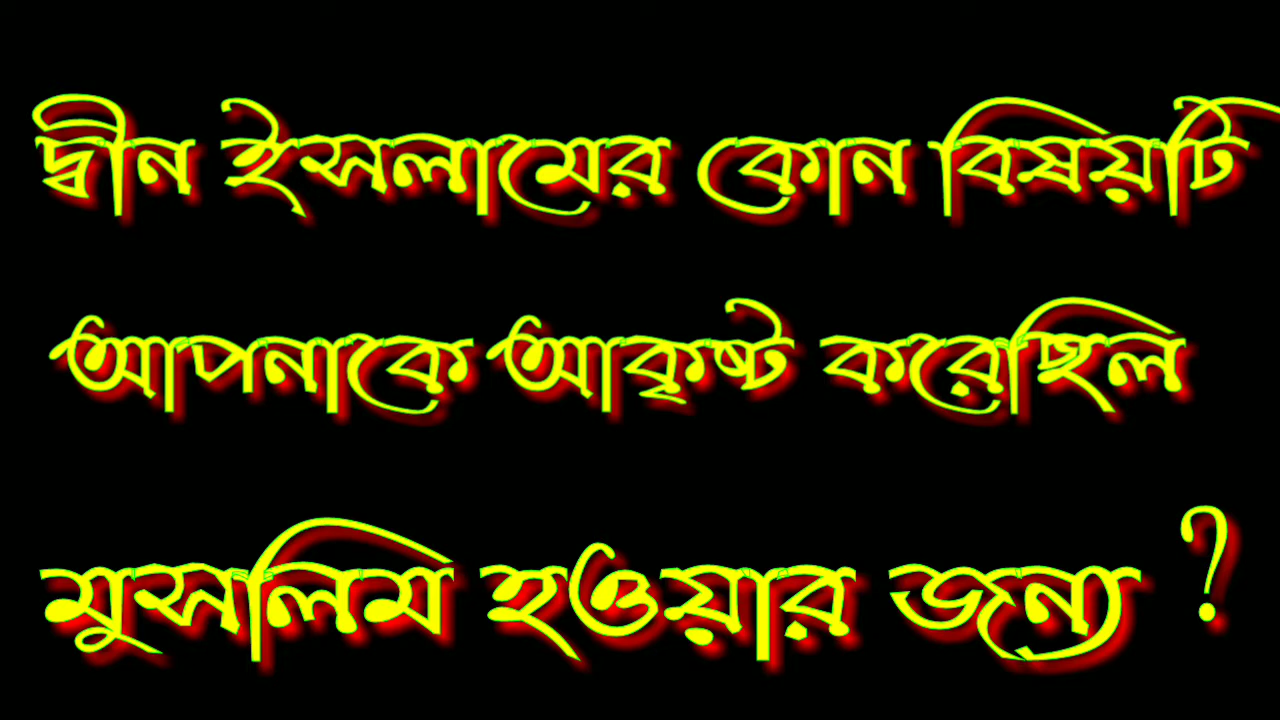 দ্বীন ইসলামের কোন বিষয়টি
আপনাকে আকৃষ্ট করেছিল
মুসলিম হওয়ার জন্য ?